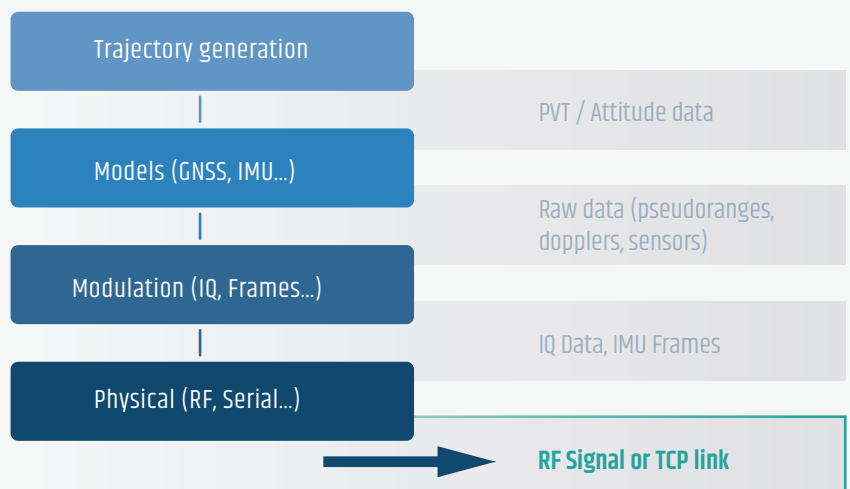 Trajectory generation
PVT / Attitude data
Models (GNSS, IMU...)
Raw data (pseudoranges,
dopplers, sensors)
Modulation (IQ, Frames...)
IQ Data, IMU Frames
Physical (RF, Serial...)
RF Signal or TCP link